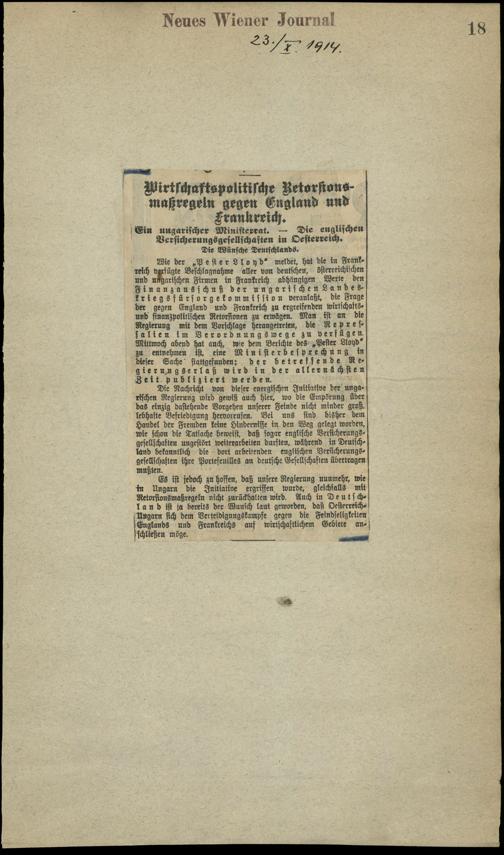 Neues Wiener Journal
18
23./X. 1914.
Wirtschaftspolitische Retorsions-
maßregeln gegen England und
Frankreich.
Ein ungarischer Ministerrat. — Die englischen
Versicherungsgesellschaften in Oesterreich.
Die Wünsche Deutschlands.
Wie der „Pester Lloyd“ meldet, hat die in Frank-
reich verfügte Beschlagnahme aller von deutschen, österreichischen
und ungarischen Firmen in Frankreich abhängigen Werte den
Finanzausschuß der ungarischen Landes-
kriegsfürsorgekommission veranlaßt, die Frage
der gegen England und Frankreich zu ergreifenden wirtschafts-
und finanzpolitischen Retorsionen zu erwägen. Man ist an die
Regierung mit dem Vorschlage herangetreten, die Repres-
salien im Verordnungswege zu verfügen.
Mittwoch abend hat auch, wie dem Berichte des „Pester Lloyd“
zu entnehmen ist, eine Ministerbesprechung in
dieser Sache stattgefunden; der betreffende Re-
gierungserlaß wird in der allernächsten
Zeit publiziert werden.
Die Nachricht von dieser energischen Initiative der unga-
rischen Regierung wird gewiß auch hier, wo die Empörung über
das einzig dastehende Vorgehen unserer Feinde nicht minder groß,
lebhafte Befriedigung hervorrufen. Bei uns sind bisher dem
Handel der Fremden keine Hindernisse in den Weg gelegt worden,
wie schon die Tatsache beweist, daß sogar englische Versicherungs-
gesellschaften ungestört weiterarbeiten durften, während in Deutsch-
land bekanntlich die dort arbeitenden englischen Versicherungs-
gesellschaften ihre Portefeuilles an deutsche Gesellschaften übertragen
mußten.
Es ist jedoch zu hoffen, daß unsere Regierung nunmehr, wie
in Ungarn die Initiative ergriffen wurde, gleichfalls mit
Retorsionsmaßregeln nicht zurückhalten wird. Auch in Deutsch-
land ist ja bereits der Wunsch laut geworden, daß Oesterreich-
Ungarn sich dem Verteidigungskampfe gegen die Feindseligkeiten
Englands und Frankreichs auf wirtschaftlichem Gebiete an-
schließen möge.